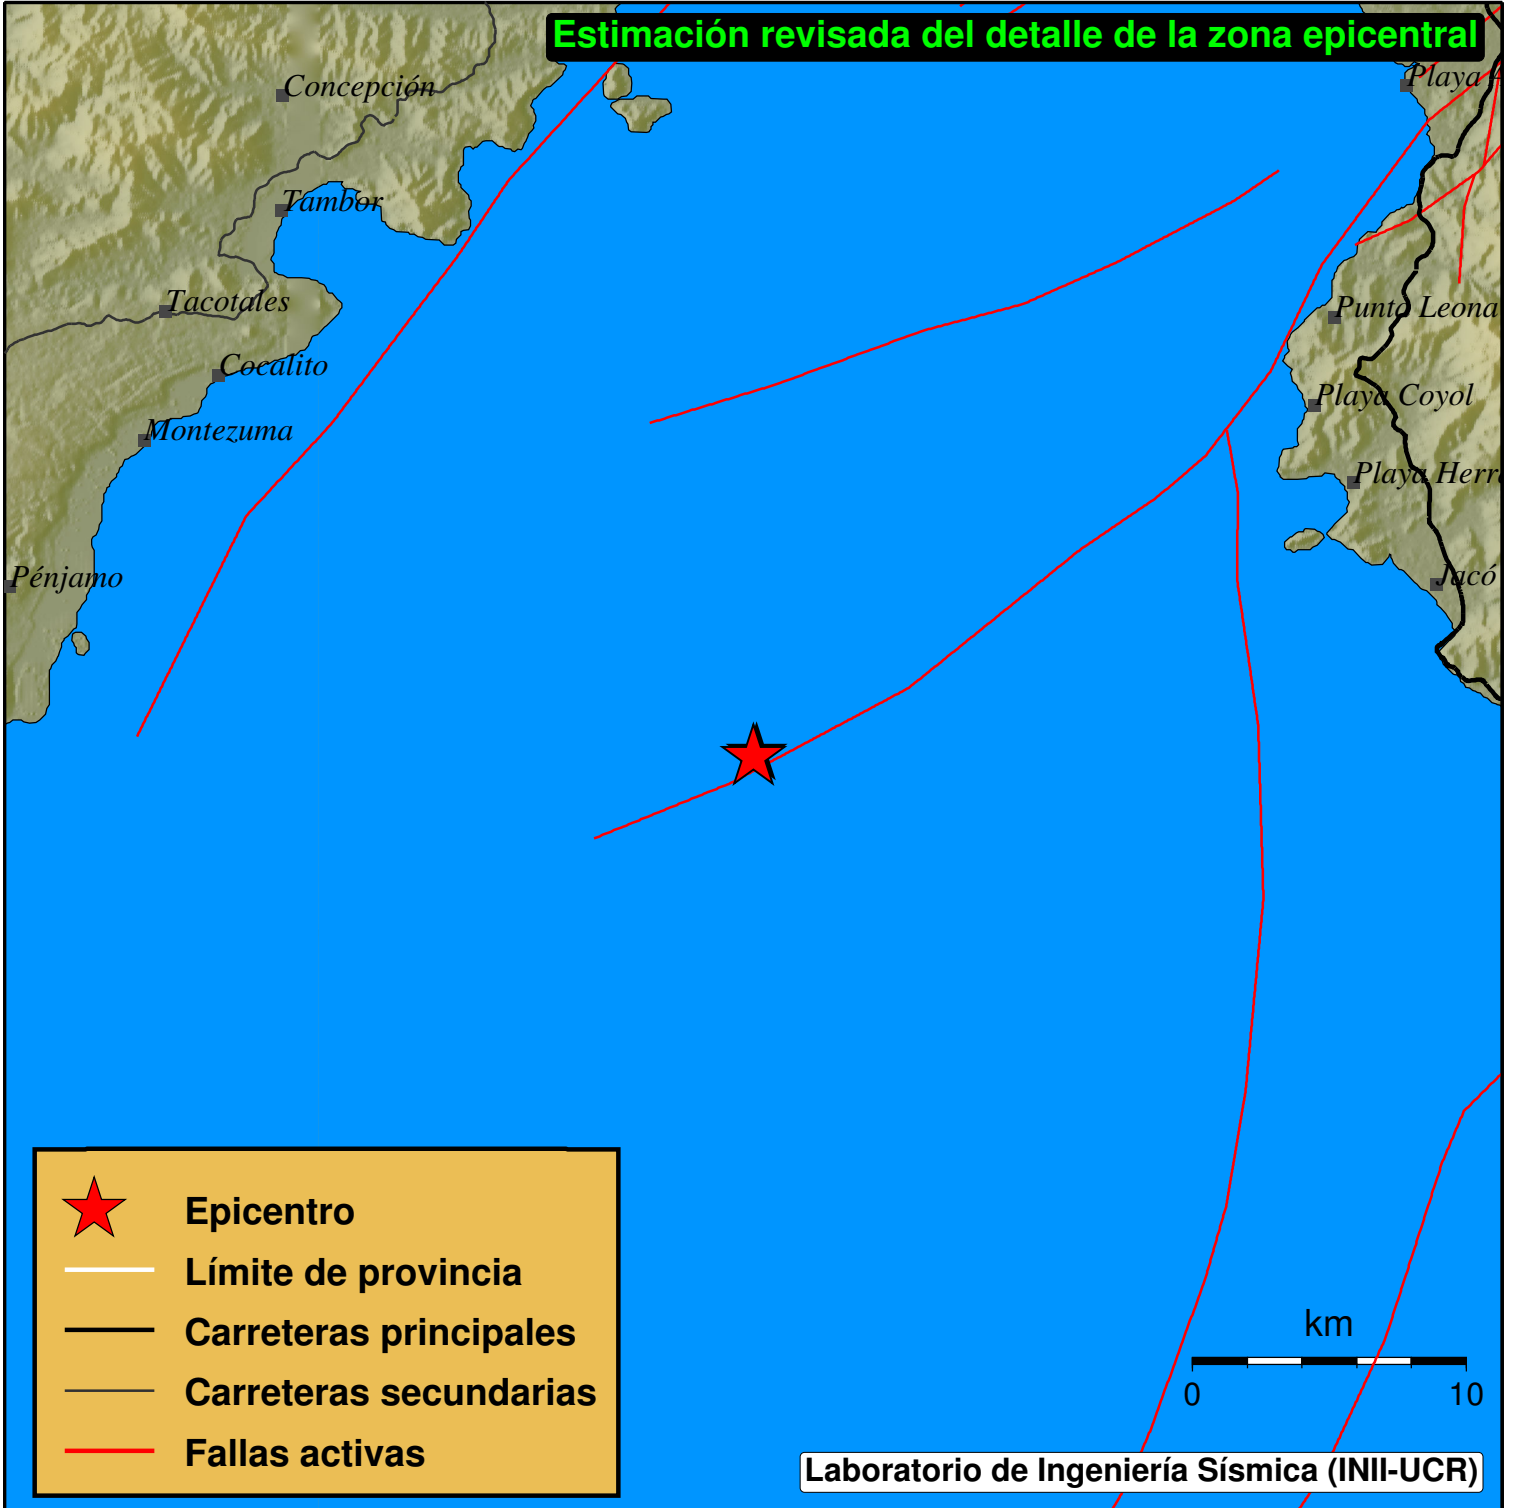 Estimación revisada del detalle de la zona epicentral
Concepción
Playa
Tambor
Tacotales
Punta Leona
Cocalito
Playa Coyol
Montezuma
Playa Herr
Pénjamo
Jacó
Epicentro
Límite de provincia
Carreteras principales
Carreteras secundarias
Fallas activas
km
0 10
Laboratorio de Ingeniería Sísmica (INII-UCR)